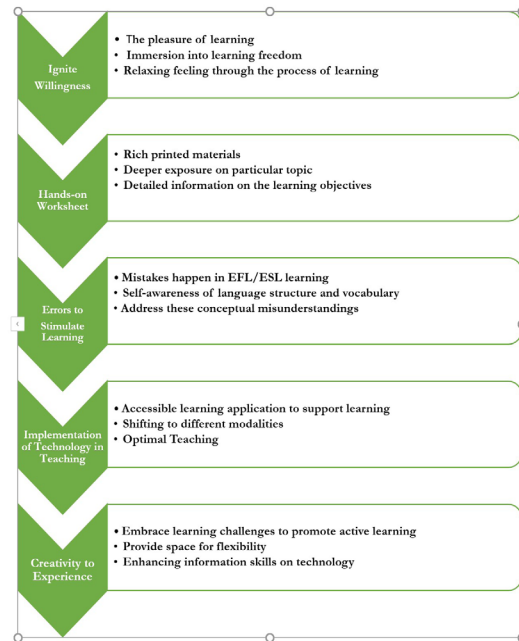 Ignite
Willingness
• The pleasure of learning
• Immersion into learning freedom
• Relaxing feeling through the process of learning
Hands-on
Worksheet
• Rich printed materials
• Deeper exposure on particular topic
• Detailed information on the learning objectives
Errors to
Stimulate
Learning
• Mistakes happen in EFL/ESL learning
• Self-awareness of language structure and vocabulary
• Address these conceptual misunderstandings
Implementation
of Technology in
Teaching
• Accessible learning application to support learning
• Shifting to different modalities
• Optimal Teaching
Creativity to
Experience
• Embrace learning challenges to promote active learning
• Provide space for flexibility
• Enhancing information skills on technology